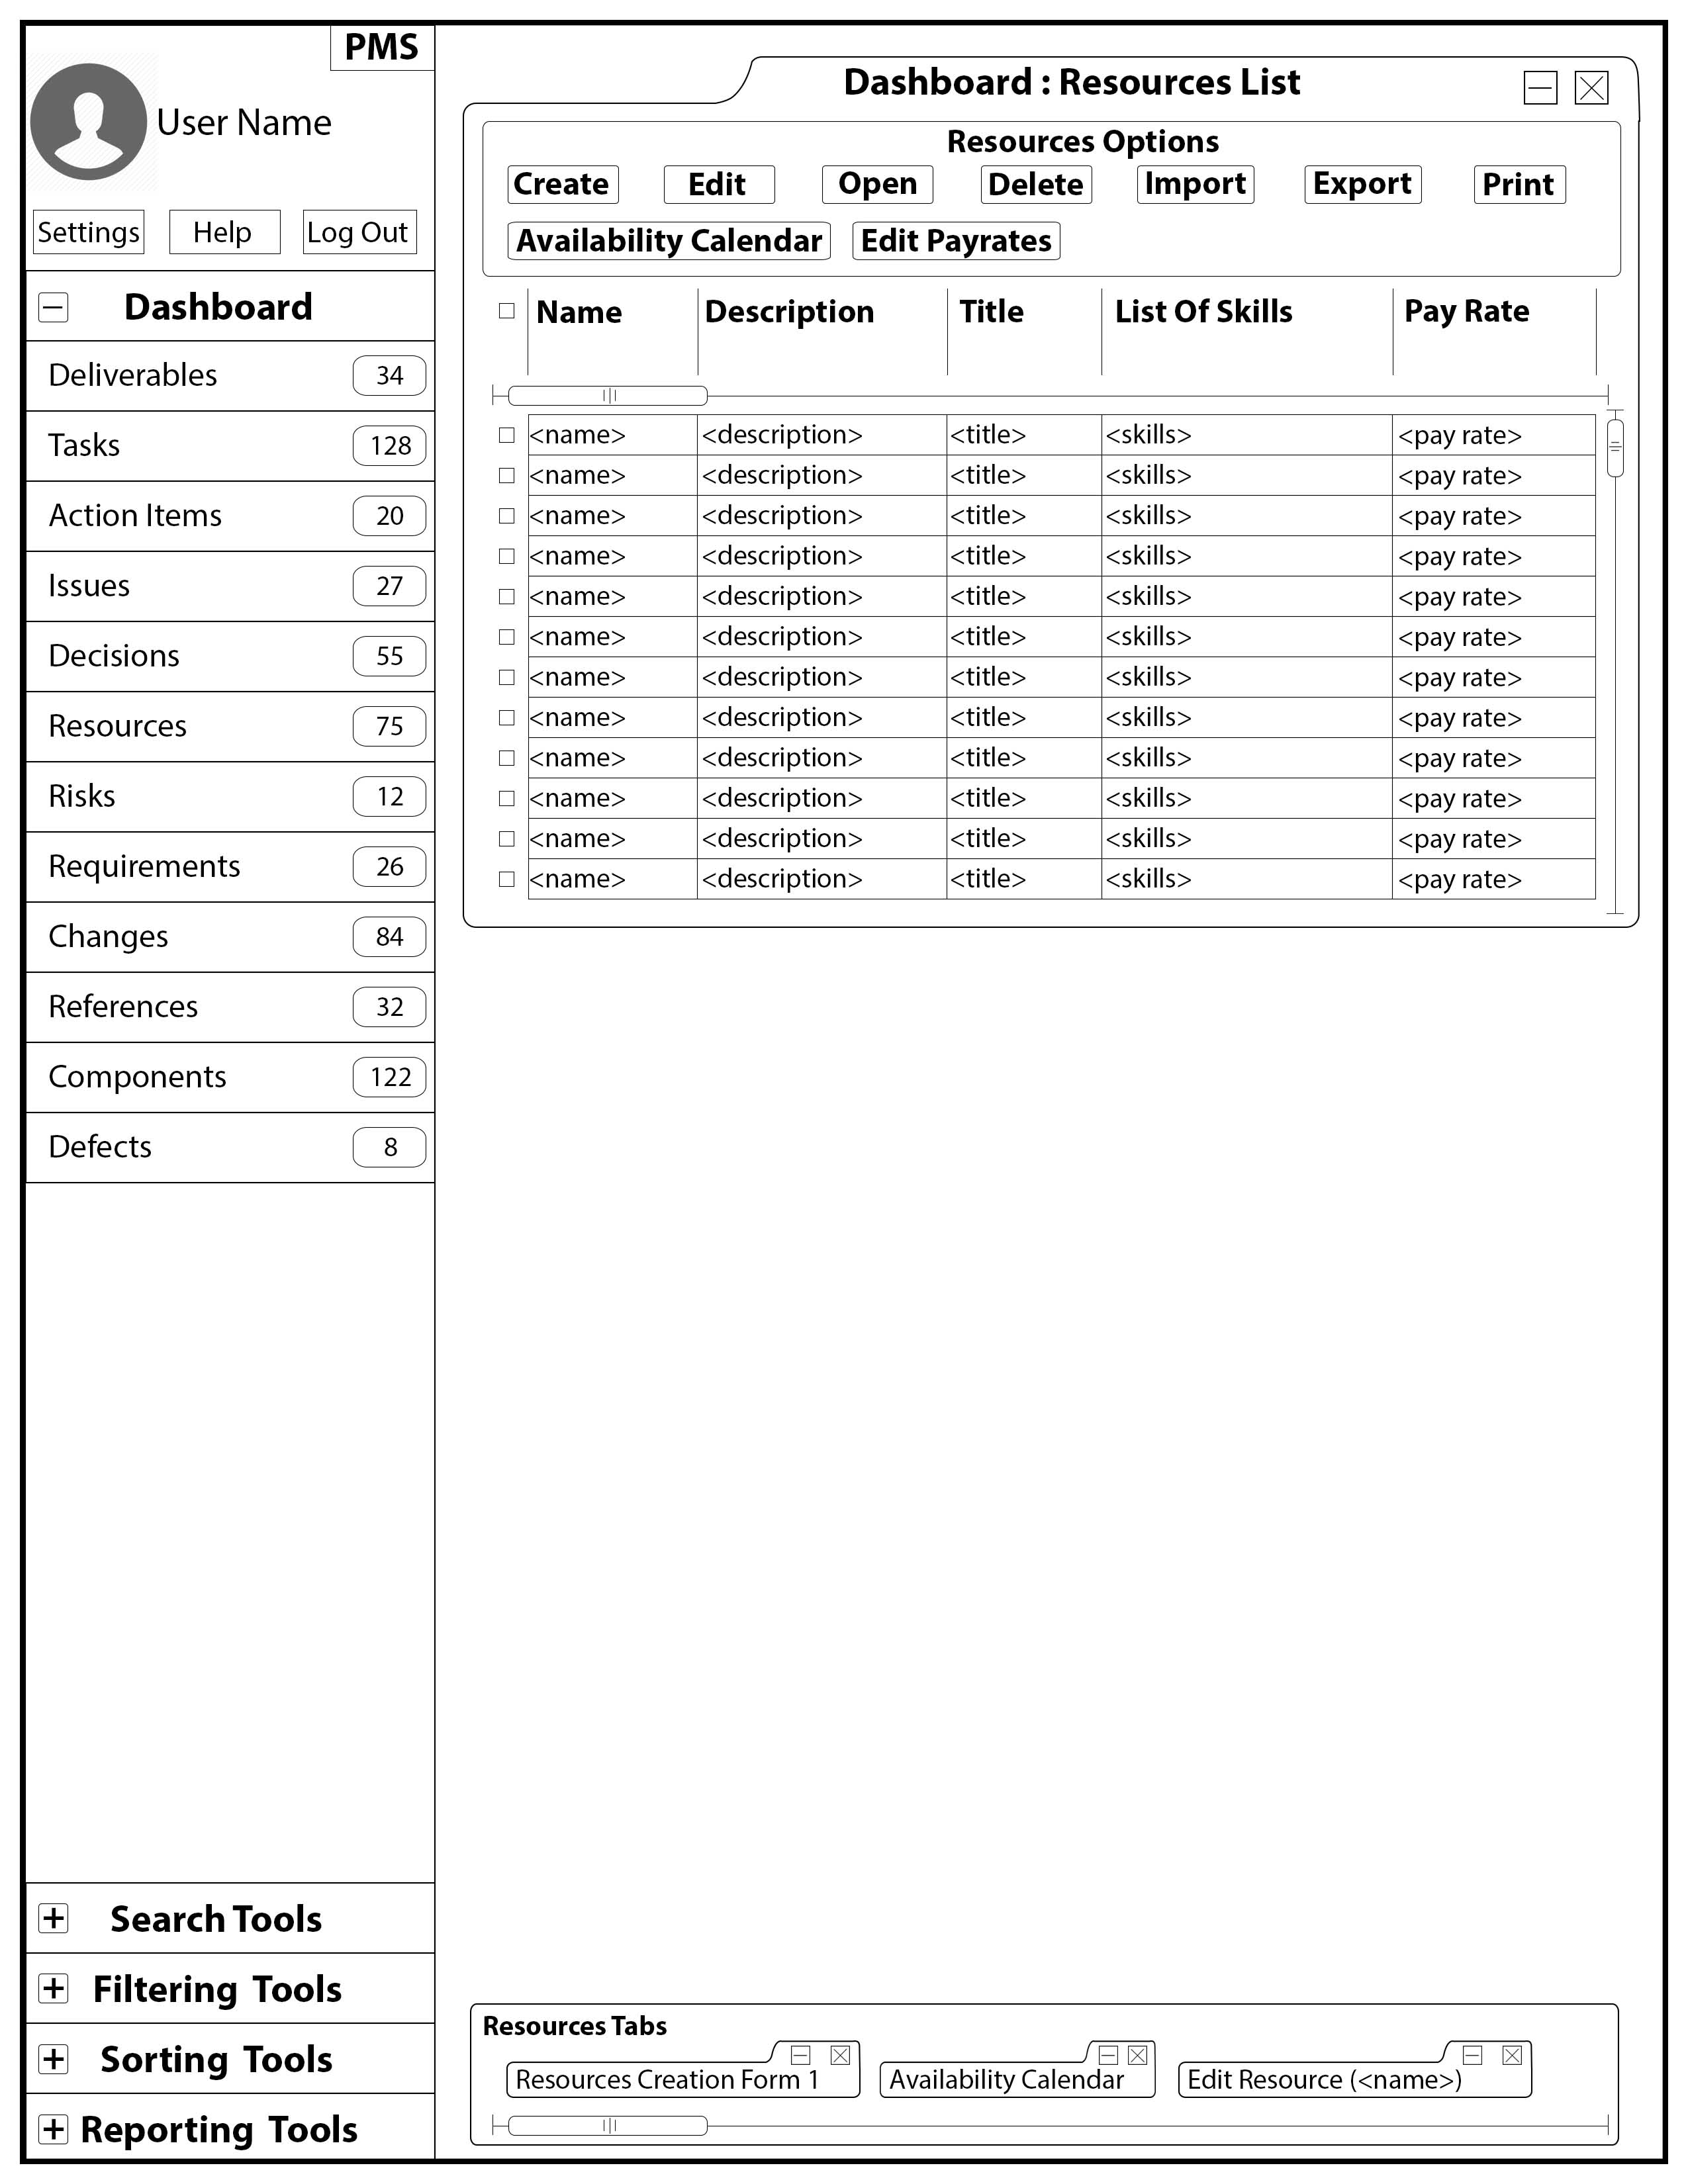 PMS
User Name
Settings Help Log Out
Dashboard
Deliverables 34
Tasks 128
Action Items 20
Issues 27
Decisions 55
Resources 75
Risks 12
Requirements 26
Changes 84
References 32
Components 122
Defects 8
Search Tools
Filtering Tools
Sorting Tools
Reporting Tools
Dashboard : Resources List
Resources Options
Create Edit Open Delete Import Export Print
Availability Calendar Edit Payrates
Name Description Title List Of Skills Pay Rate
<name> <description> <title> <skills> <pay rate>
<name> <description> <title> <skills> <pay rate>
<name> <description> <title> <skills> <pay rate>
<name> <description> <title> <skills> <pay rate>
<name> <description> <title> <skills> <pay rate>
<name> <description> <title> <skills> <pay rate>
<name> <description> <title> <skills> <pay rate>
<name> <description> <title> <skills> <pay rate>
<name> <description> <title> <skills> <pay rate>
<name> <description> <title> <skills> <pay rate>
<name> <description> <title> <skills> <pay rate>
<name> <description> <title> <skills> <pay rate>
Resources Tabs
Resources Creation Form 1 Availability Calendar Edit Resource (<name>)